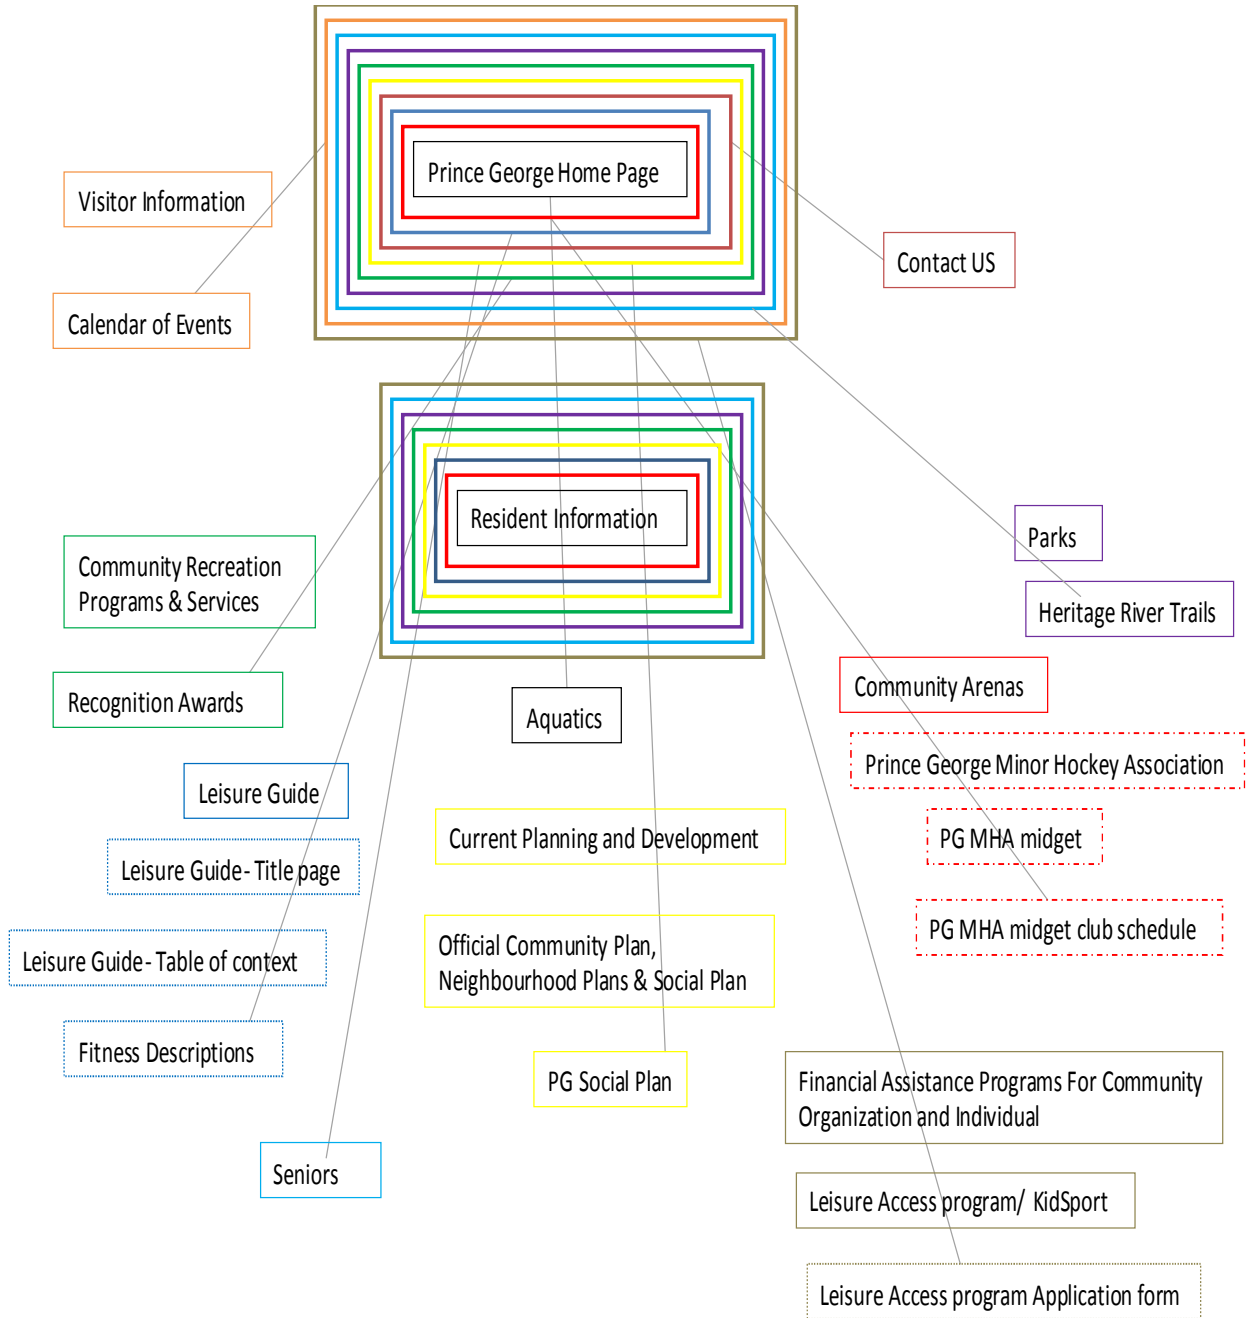 Prince George Home Page
Visitor Information
Contact US
Calendar of Events
Resident Information
Parks
Community Recreation
Programs & Services
Heritage River Trails
Community Arenas
Recognition Awards
Aquatics
Prince George Minor Hockey Association
Leisure Guide
Current Planning and Development
PG MHA midget
Leisure Guide- Title page
PG MHA midget club schedule
Official Community Plan,
Neighbourhood Plans & Social Plan
Leisure Guide- Table of context
Fitness Descriptions
PG Social Plan
Financial Assistance Programs For Community
Organization and Individual
Seniors
Leisure Access program/ KidSport
Leisure Access program Application form